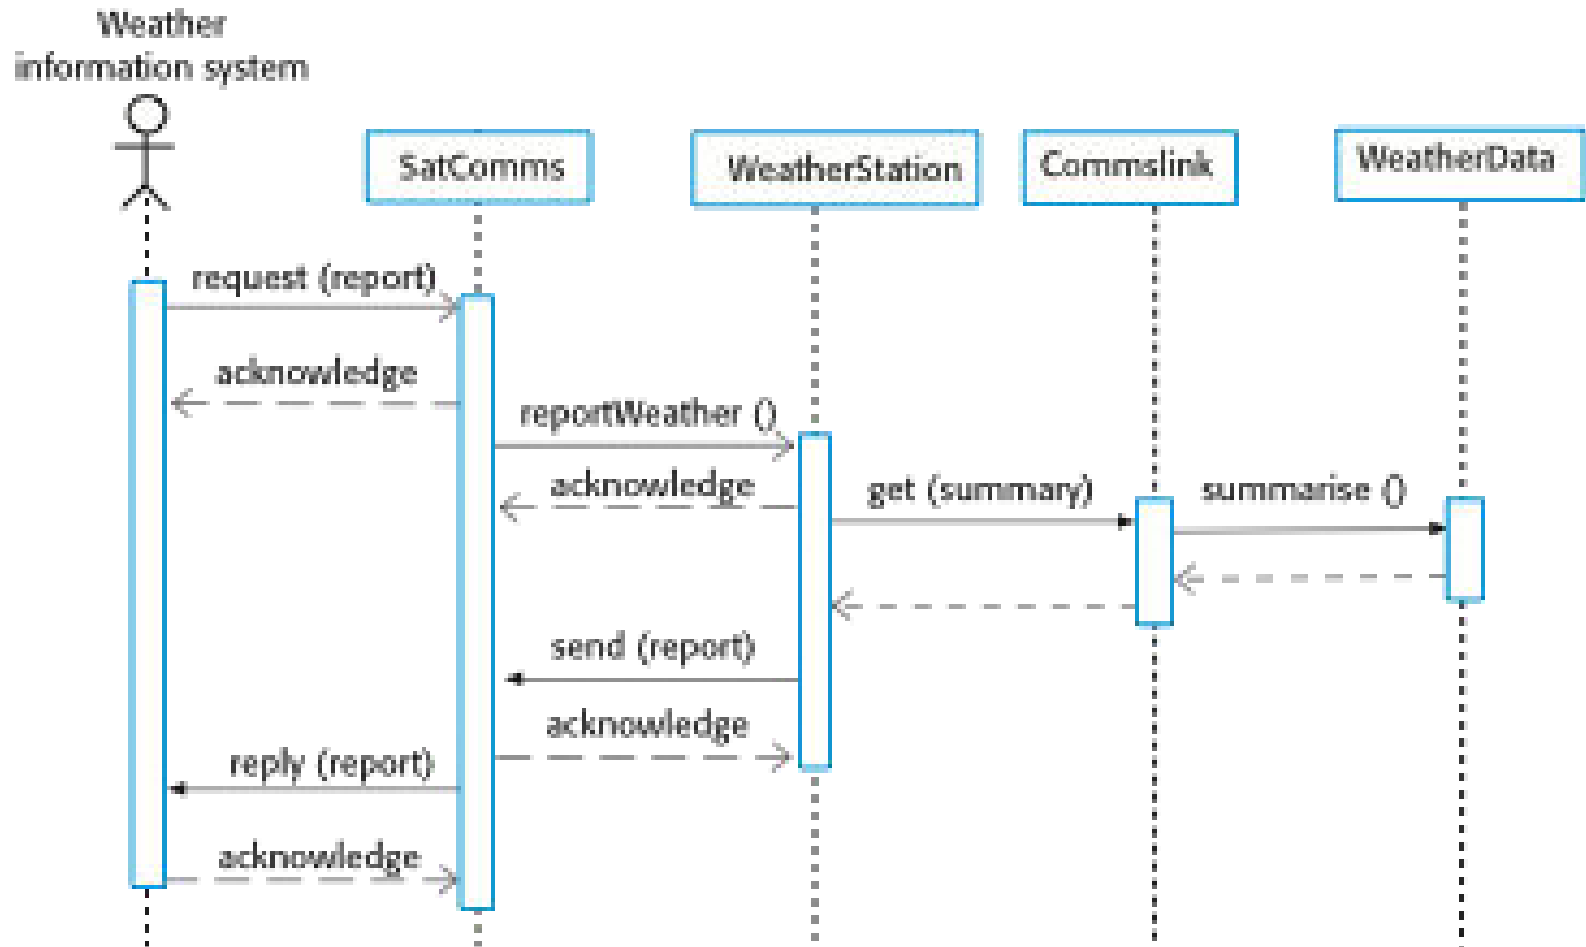 Weather
information system
SatComms
WeatherStation
Commslink
WeatherData
request (report)
acknowledge
reportWeather ()
acknowledge
get (summary)
summarise ()
send (report)
acknowledge
reply (report)
acknowledge